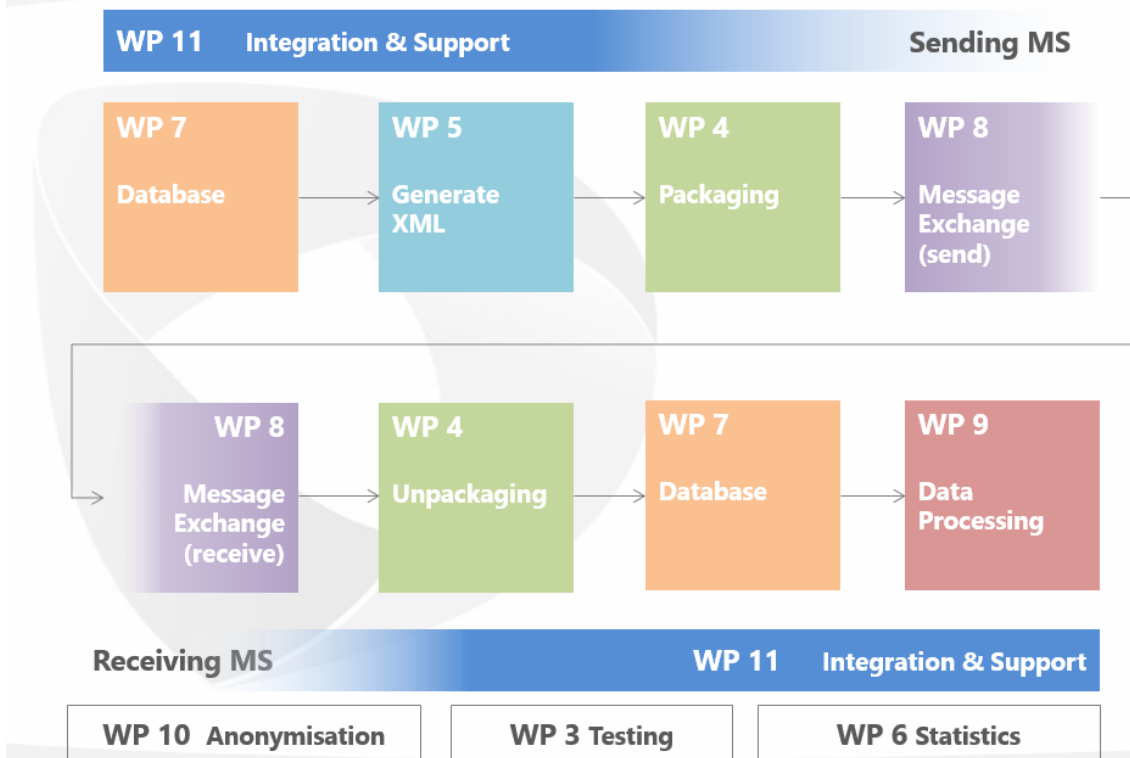 WP 11 Integration & Support Sending MS
WP 7
Database
WP 5
Generate
XML
WP 4
Packaging
WP 8
Message
Exchange
(send)
WP 8
Message
Exchange
(receive)
WP 4
Unpackaging
WP 7
Database
WP 9
Data
Processing
Receiving MS WP 11 Integration & Support
WP 10 Anonymisation
WP 3 Testing
WP 6 Statistics